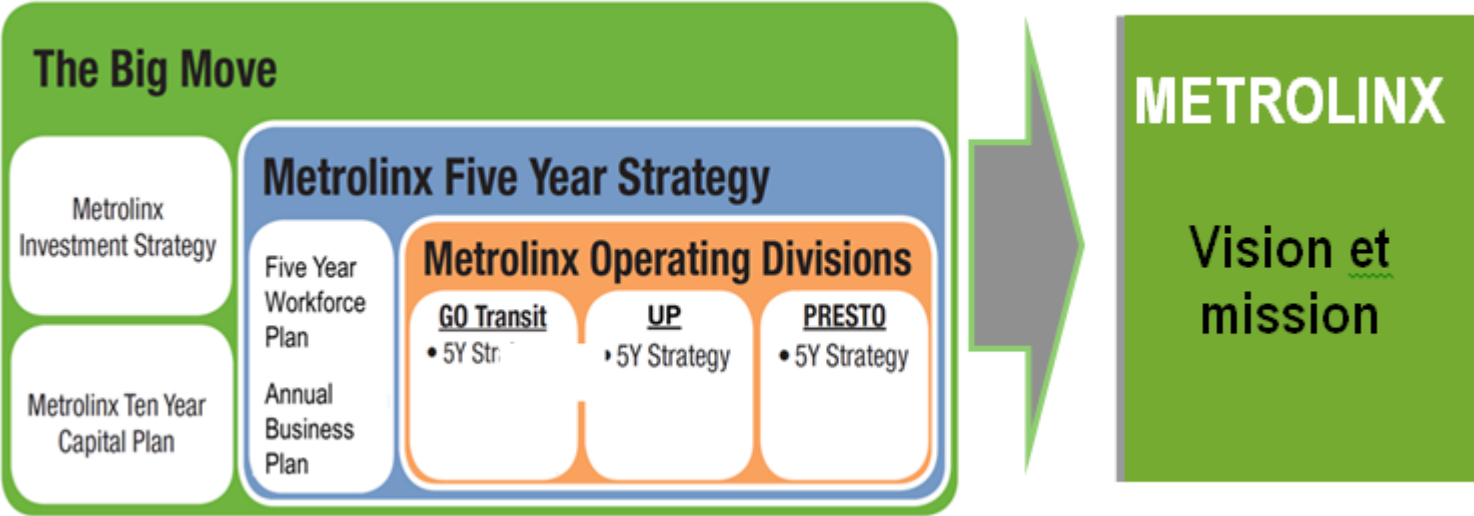 The Big Move
Metrolinx
Investment Strategy
Metrolinx Ten Year
Capital Plan
Metrolinx Five Year Strategy
Five Year
Workforce
Plan
Annual
Business
Plan
Metrolinx Operating Divisions
GO Transit
• 5Y
UP
• 5Y Strategy
PRESTO
• 5Y Strategy
METROLINX
Vision et
mission